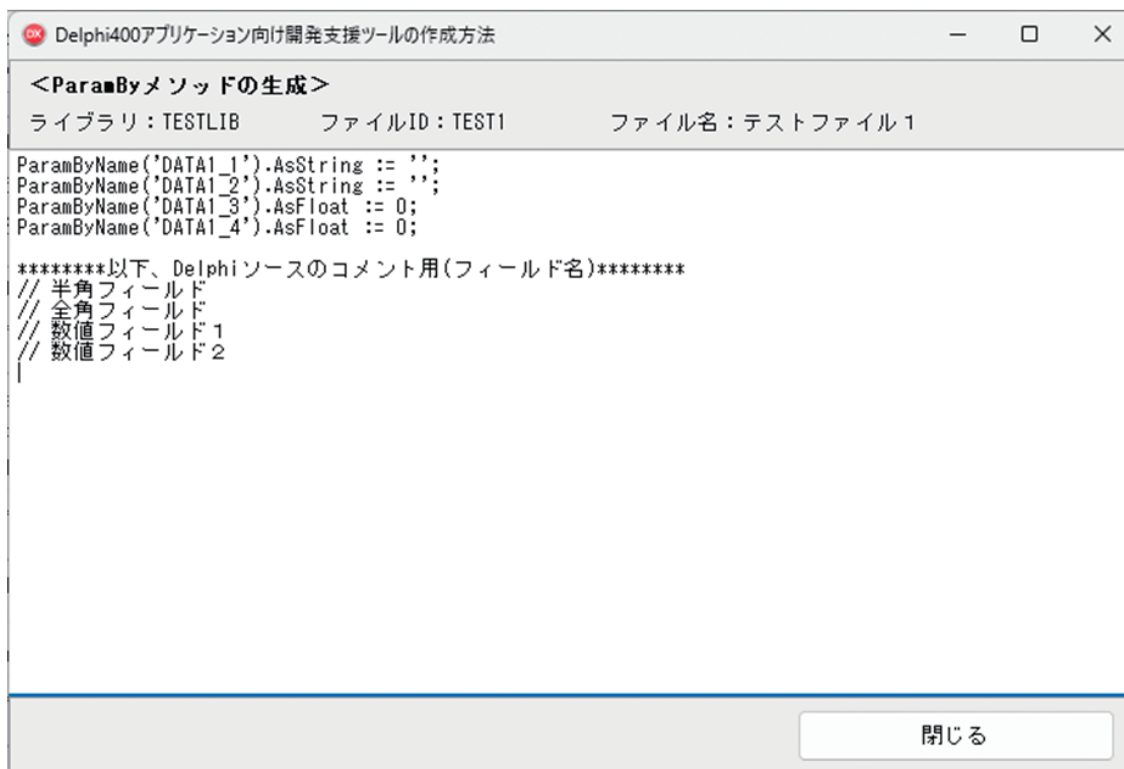 Delphi400アプリケーション向け開発支援ツールの作成方法
＜ParamByメソッドの生成＞
ライブラリ：TESTLIB ファイルID：TEST1 ファイル名：テストファイル１
ParamByName('DATA1_1').AsString := '';
ParamByName('DATA1_2').AsString := '';
ParamByName('DATA1_3').AsFloat := 0;
ParamByName('DATA1_4').AsFloat := 0;
********以下、Delphiソースのコメント用(フィールド名)********
// 半角フィールド
// 全角フィールド
// 数値フィールド１
// 数値フィールド２
閉じる